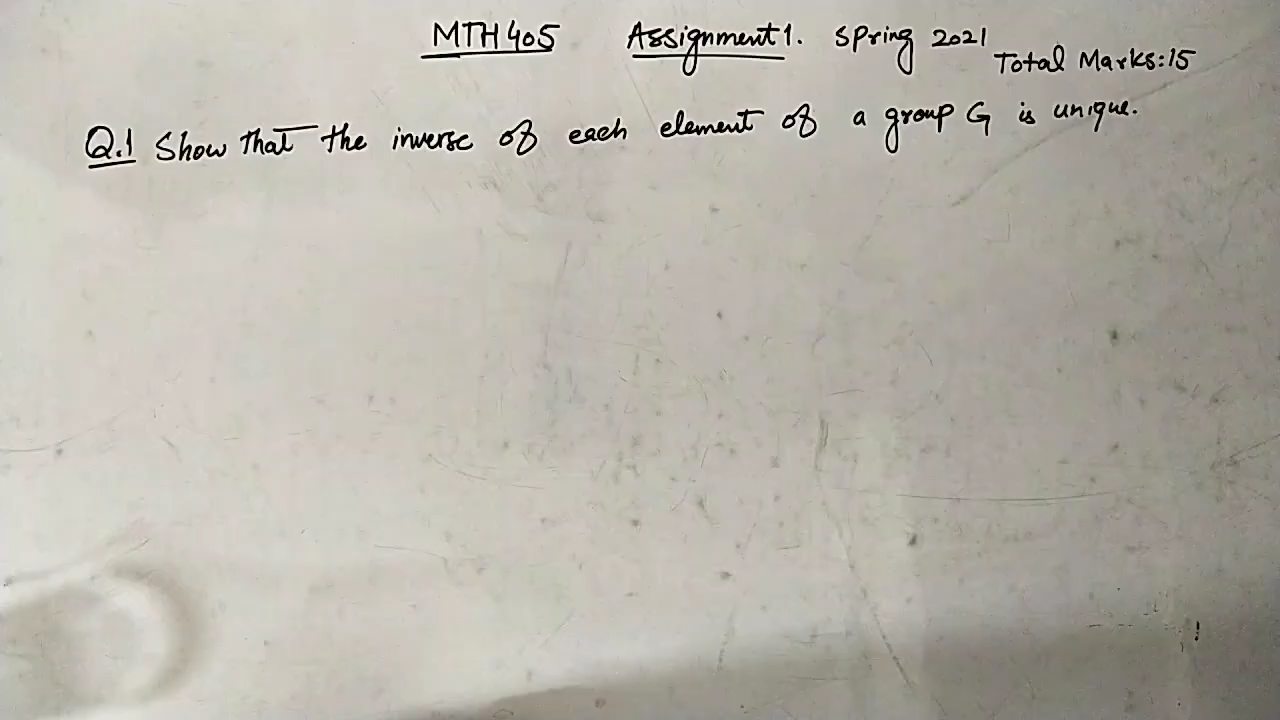 MTH405 Assignment 1. Spring 2021
Total Marks:15
Q.1 Show that the inverse of each element of a group G is unique.